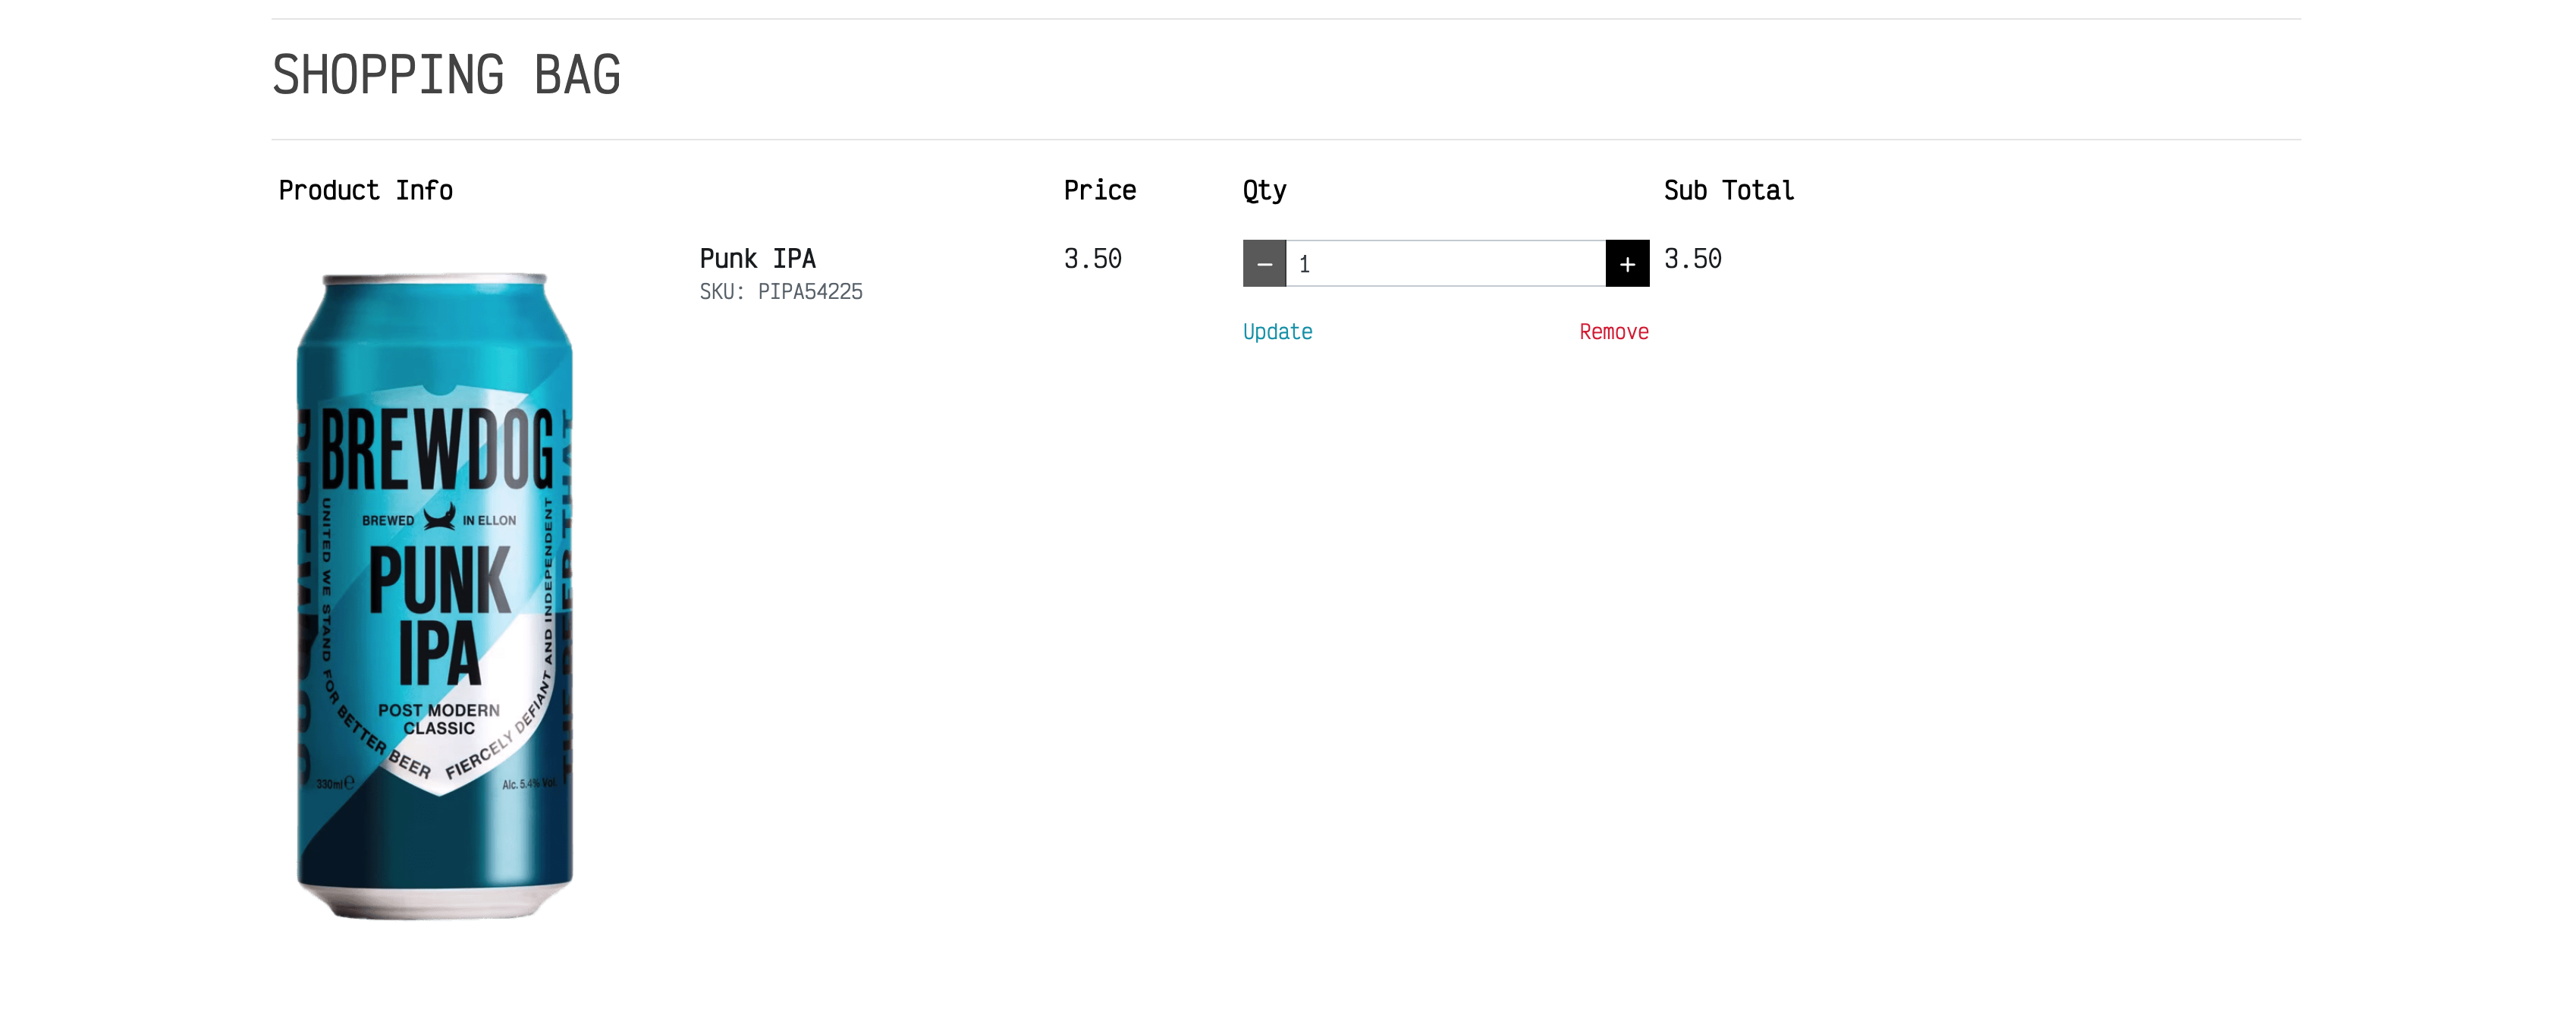 SHOPPING BAG
Product Info Price Qty Sub Total
Punk IPA 3.50 − 1 + 3.50
SKU: PIPA54225
Update Remove
BREWDOG
BREWED IN ELLON
PUNK
IPA
POST MODERN
CLASSIC
UNITED WE STAND FOR BETTER BEER
FIERCELY DEFIANT AND INDEPENDENT
330ml℮
Alc. 5.4% Vol.